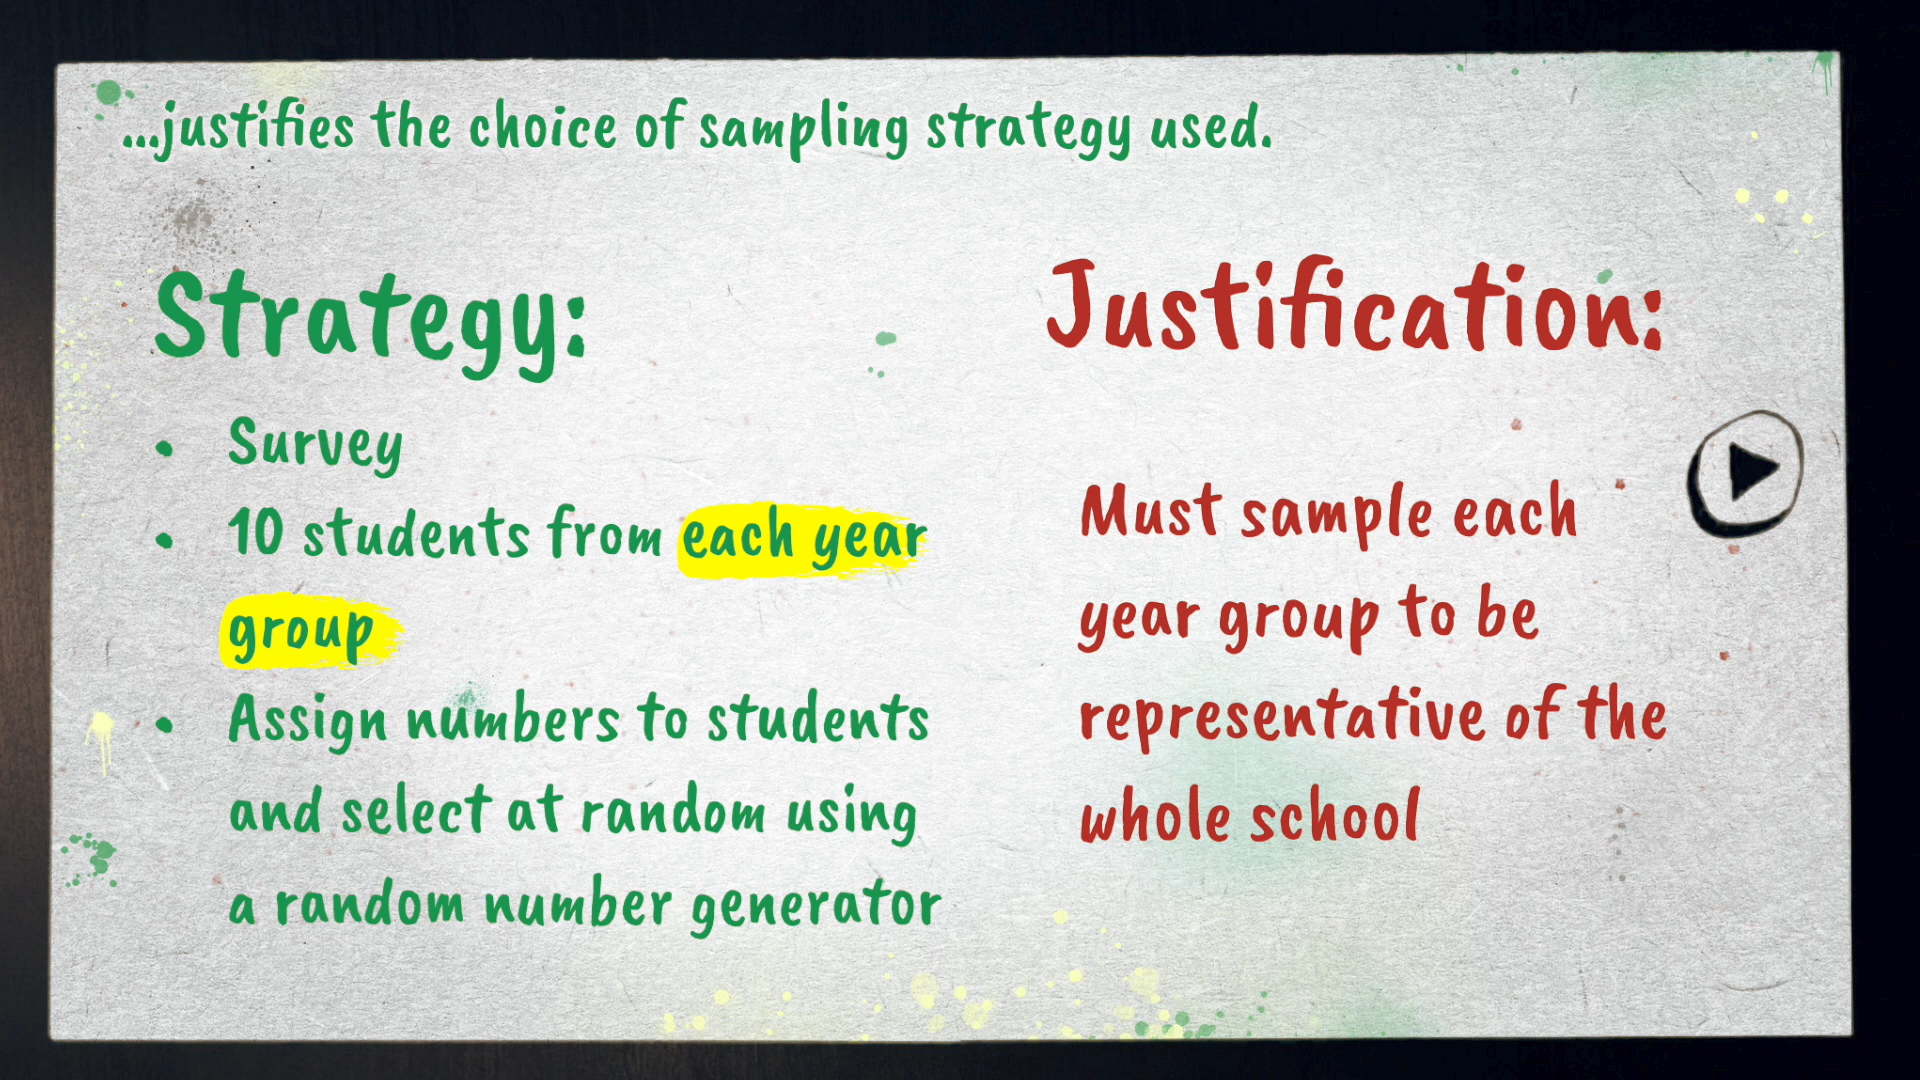 ...justifies the choice of sampling strategy used.
Strategy:
• Survey
• 10 students from each year
group
• Assign numbers to students
and select at random using
a random number generator
Justification:
Must sample each
year group to be
representative of the
whole school